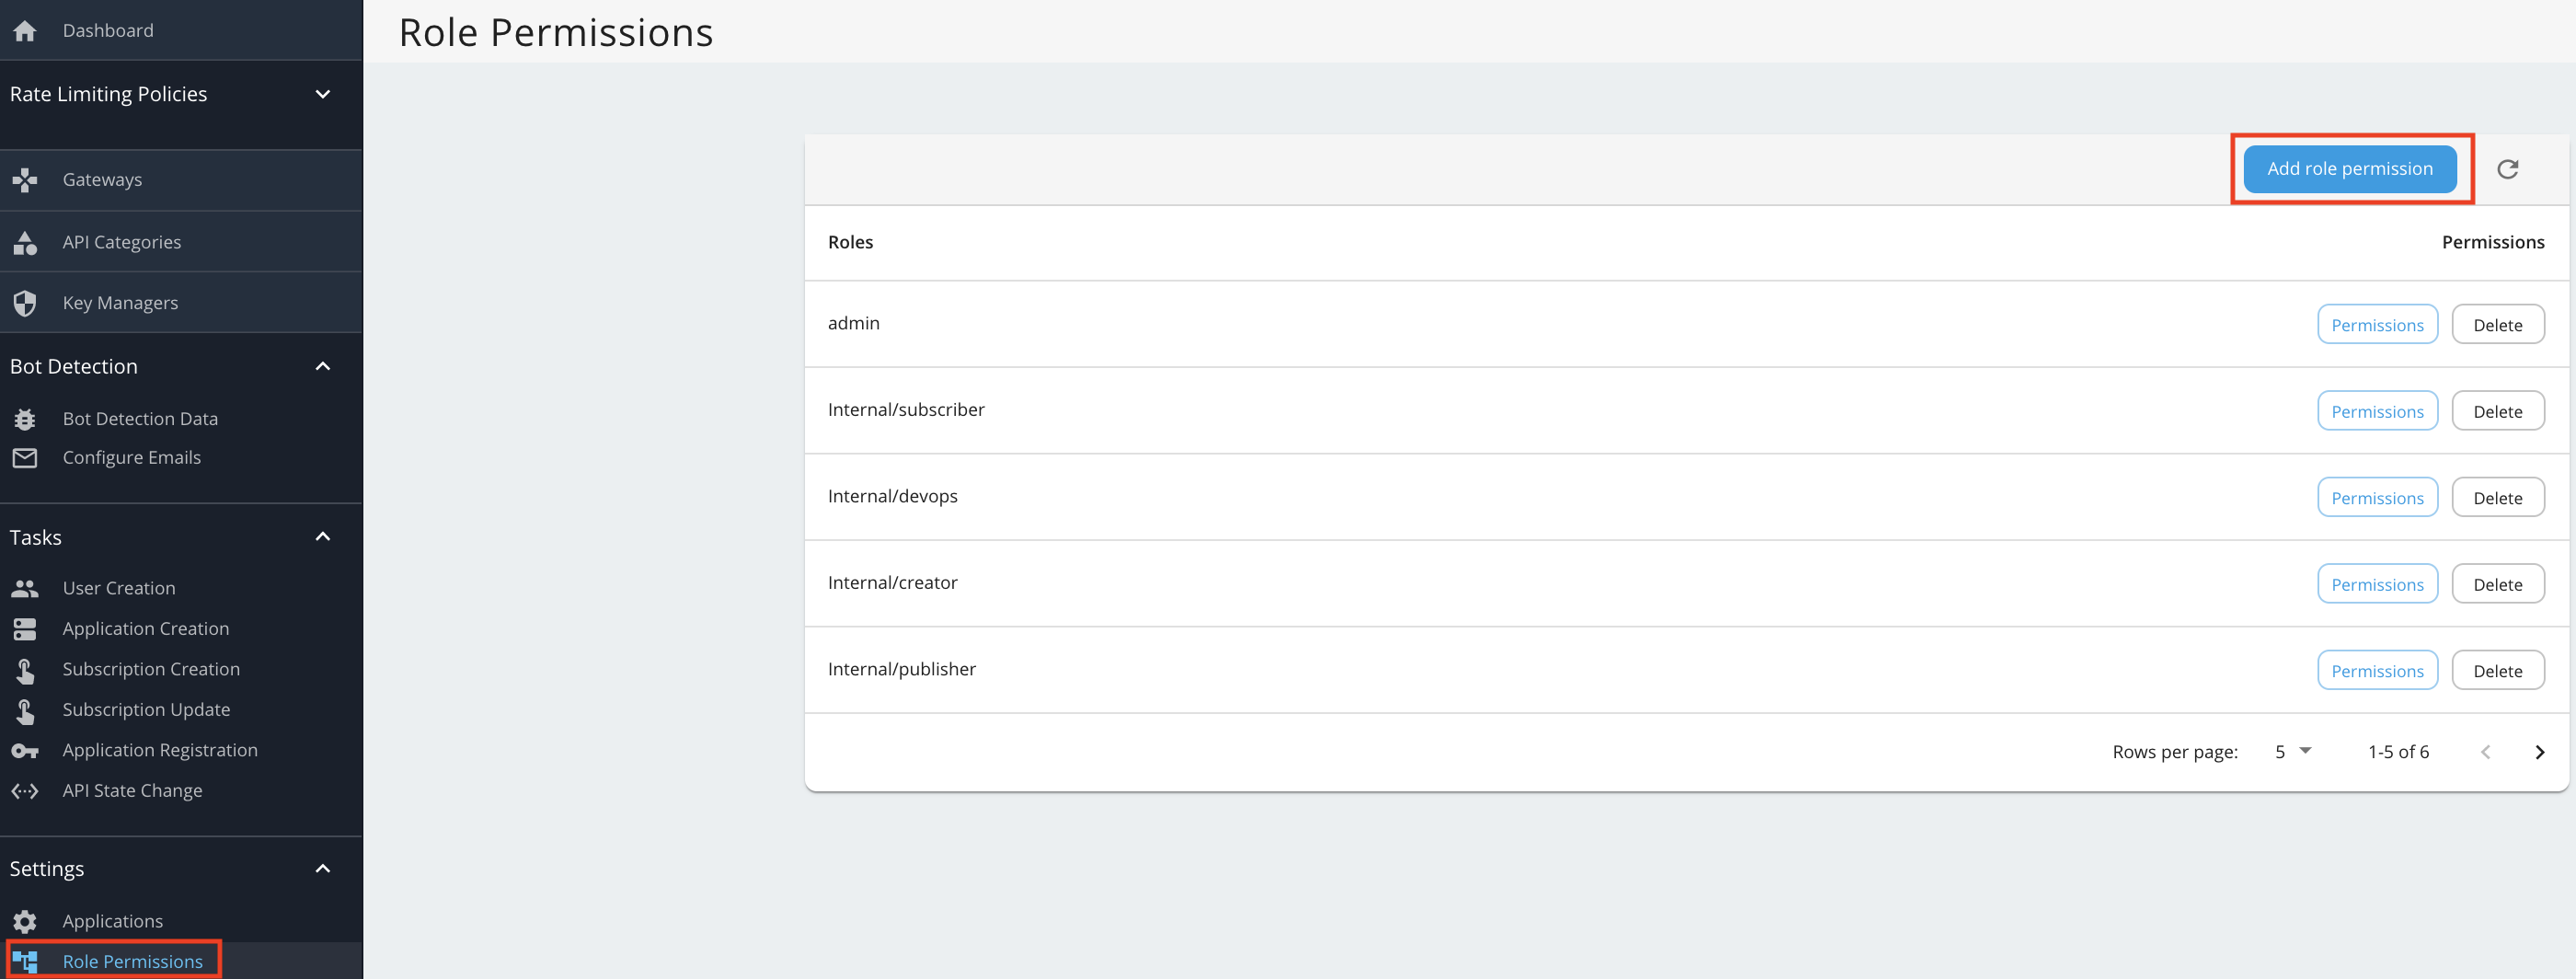 Dashboard
Rate Limiting Policies
Gateways
API Categories
Key Managers
Bot Detection
Bot Detection Data
Configure Emails
Tasks
User Creation
Application Creation
Subscription Creation
Subscription Update
Application Registration
API State Change
Settings
Applications
Role Permissions
Role Permissions
Add role permission
Roles Permissions
admin Permissions Delete
Internal/subscriber Permissions Delete
Internal/devops Permissions Delete
Internal/creator Permissions Delete
Internal/publisher Permissions Delete
Rows per page: 5 1-5 of 6